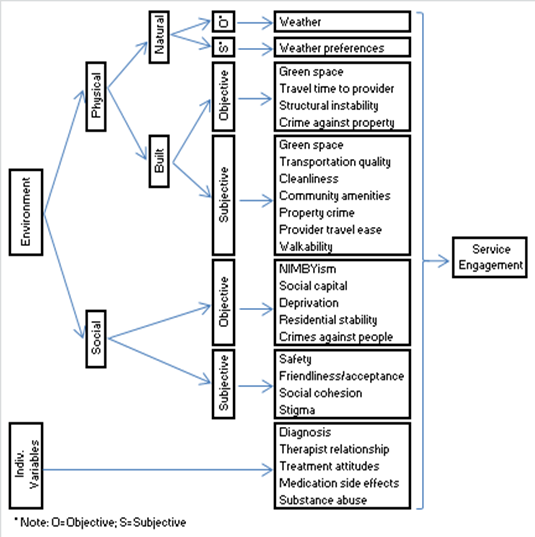 Environment
Physical
Natural
O*
Weather
S*
Weather preferences
Built
Objective
Green space
Travel time to provider
Structural instability
Crime against property
Subjective
Green space
Transportation quality
Cleanliness
Community amenities
Property crime
Provider travel ease
Walkability
Social
Objective
NIMBYism
Social capital
Deprivation
Residential stability
Crimes against people
Subjective
Safety
Friendliness/acceptance
Social cohesion
Stigma
Indiv.
Variables
Diagnosis
Therapist relationship
Treatment attitudes
Medication side effects
Substance abuse
Service
Engagement
* Note: O=Objective; S=Subjective